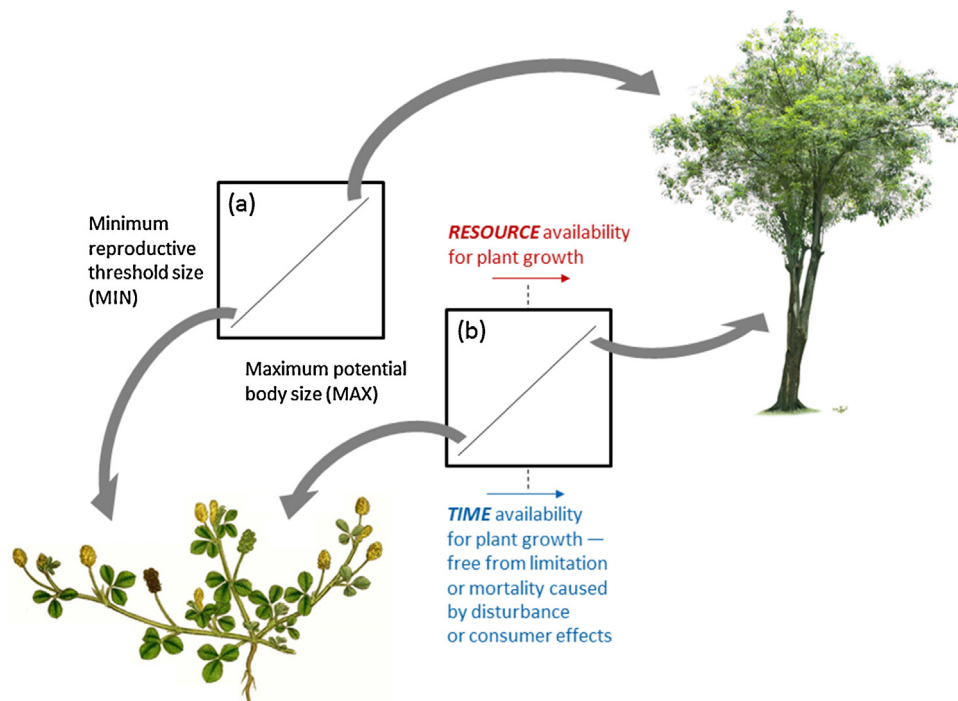 (a)
Minimum
reproductive
threshold size
(MIN)
Maximum potential
body size (MAX)
RESOURCE availability
for plant growth
(b)
TIME availability
for plant growth —
free from limitation
or mortality caused
by disturbance
or consumer effects